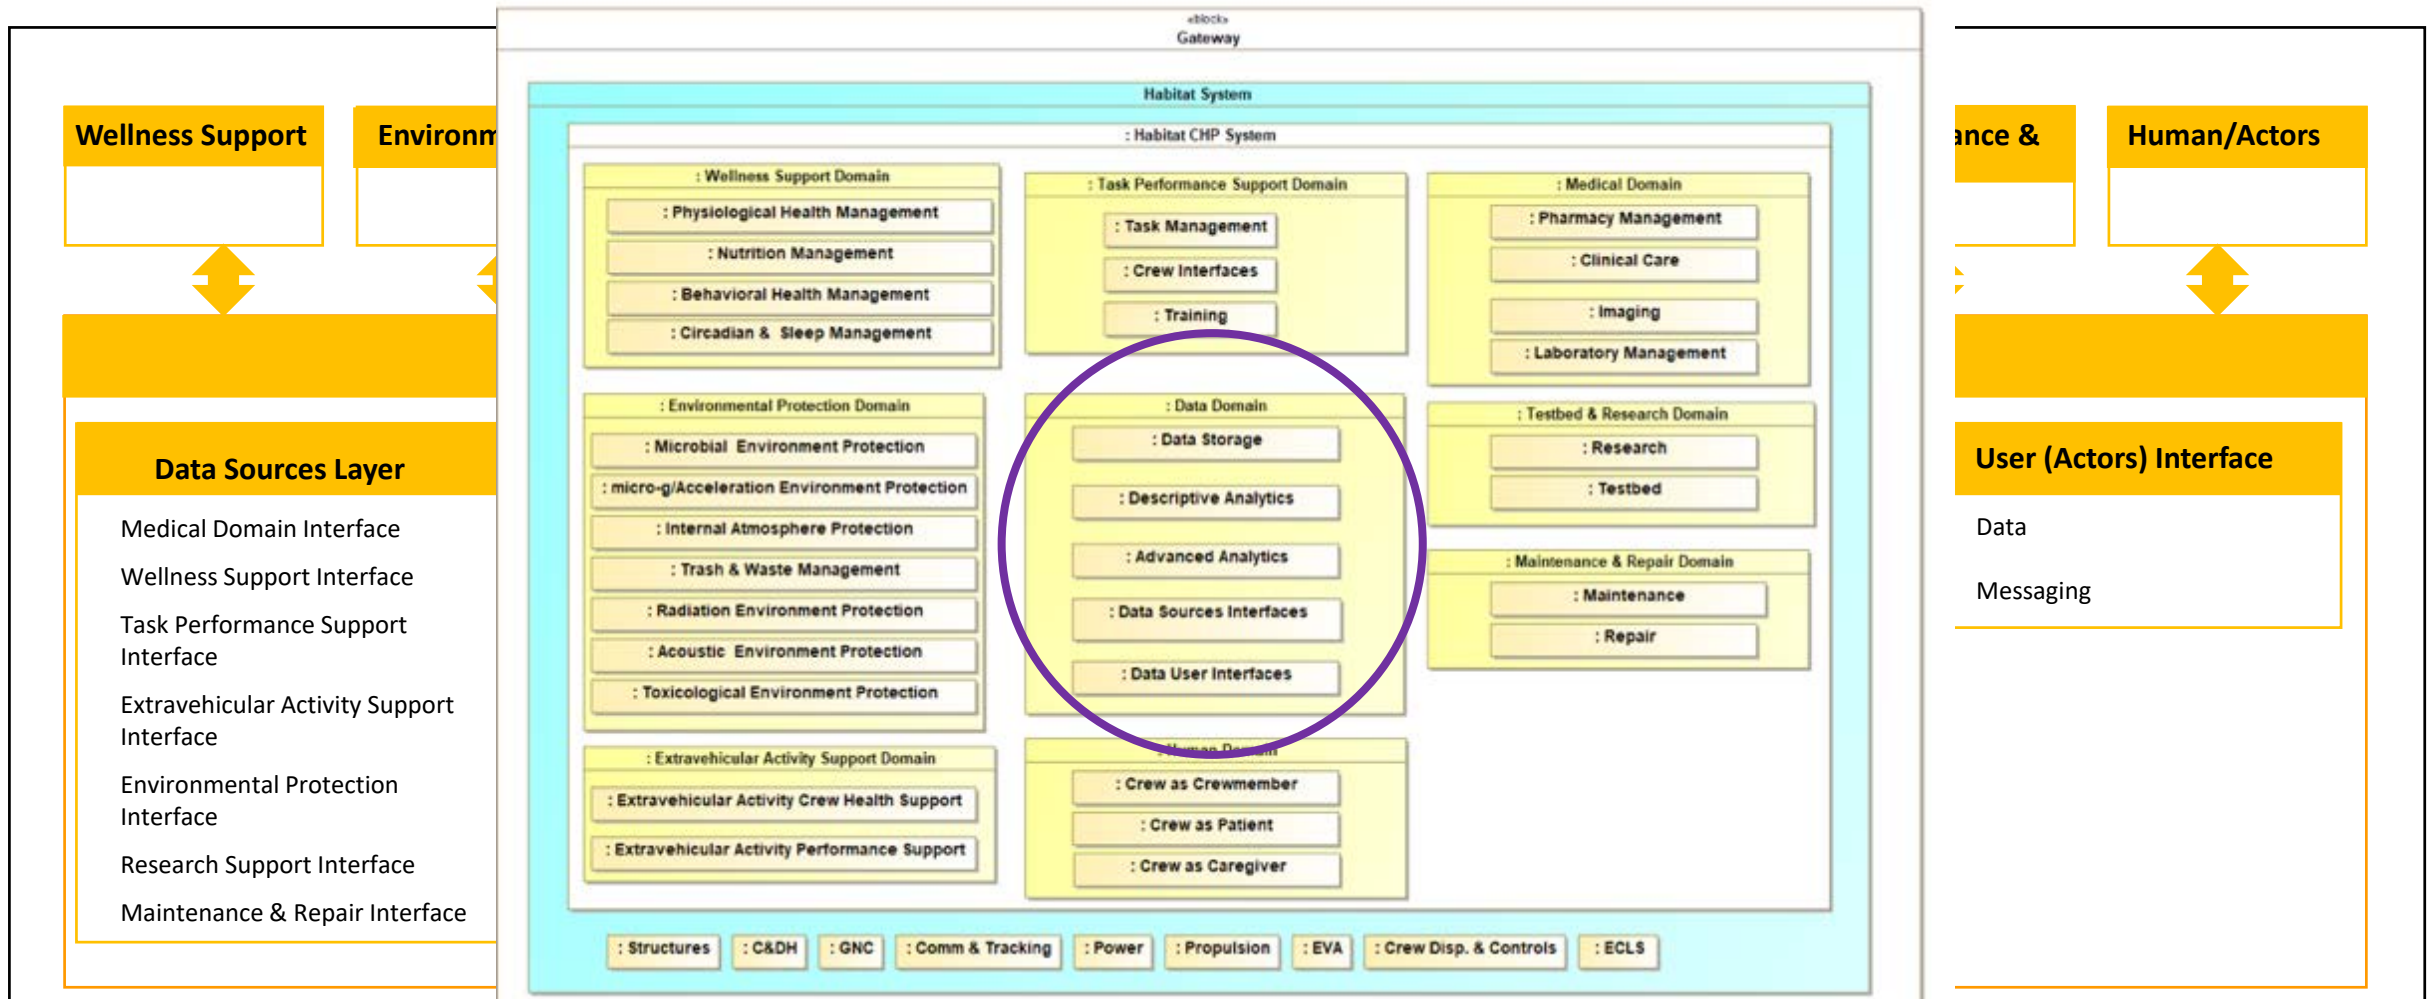 «block»
Gateway
Habitat System
: Habitat CHP System
Wellness Support
Environm
ance &
Human/Actors
: Wellness Support Domain
: Physiological Health Management
: Nutrition Management
: Behavioral Health Management
: Circadian & Sleep Management
: Task Performance Support Domain
: Task Management
: Crew Interfaces
: Training
: Medical Domain
: Pharmacy Management
: Clinical Care
: Imaging
: Laboratory Management
: Environmental Protection Domain
: Microbial Environment Protection
: micro-g/Acceleration Environment Protection
: Internal Atmosphere Protection
: Trash & Waste Management
: Radiation Environment Protection
: Acoustic Environment Protection
: Toxicological Environment Protection
: Data Domain
: Data Storage
: Descriptive Analytics
: Advanced Analytics
: Data Sources Interfaces
: Data User Interfaces
: Testbed & Research Domain
: Research
: Testbed
: Maintenance & Repair Domain
: Maintenance
: Repair
: Extravehicular Activity Support Domain
: Extravehicular Activity Crew Health Support
: Extravehicular Activity Performance Support
: Human Domain
: Crew as Crewmember
: Crew as Patient
: Crew as Caregiver
: Structures
: C&DH
: GNC
: Comm & Tracking
: Power
: Propulsion
: EVA
: Crew Disp. & Controls
: ECLS
Data Sources Layer
Medical Domain Interface
Wellness Support Interface
Task Performance Support
Interface
Extravehicular Activity Support
Interface
Environmental Protection
Interface
Research Support Interface
Maintenance & Repair Interface
User (Actors) Interface
Data
Messaging